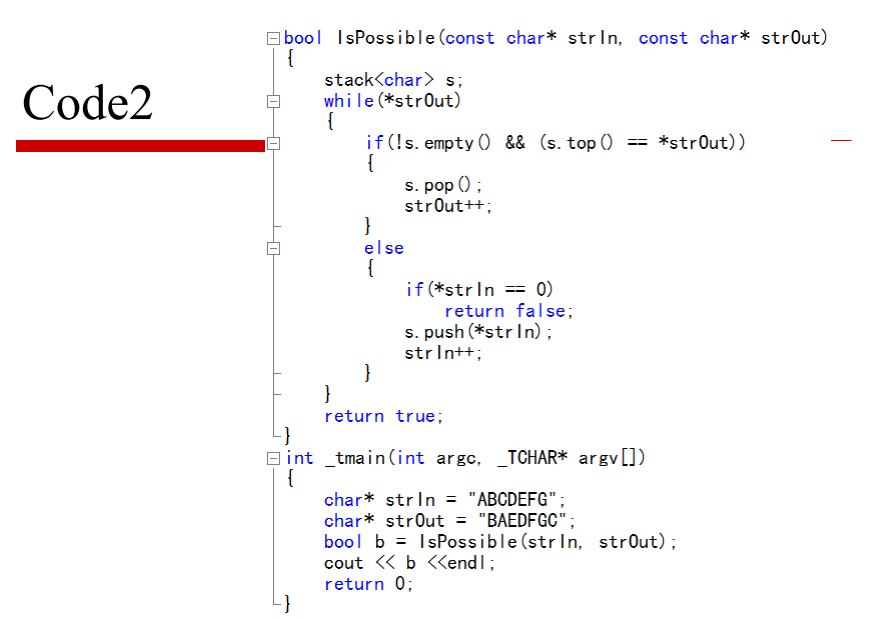 Code2
bool IsPossible(const char* strIn, const char* strOut)
{
    stack<char> s;
    while(*strOut)
    {
        if(!s.empty() && (s.top() == *strOut))
        {
            s.pop();
            strOut++;
        }
        else
        {
            if(*strIn == 0)
                return false;
            s.push(*strIn);
            strIn++;
        }
    }
    return true;
}
int _tmain(int argc, _TCHAR* argv[])
{
    char* strIn = "ABCDEFG";
    char* strOut = "BAEDFGC";
    bool b = IsPossible(strIn, strOut);
    cout << b <<endl;
    return 0;
}